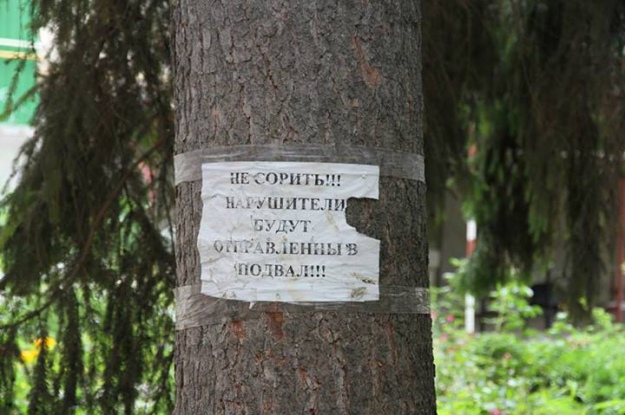 НЕ СОРИТЬ!!!
НАРУШИТЕЛИ
БУДУТ
ОТПРАВЛЕННЫ В
ПОДВАЛ!!!